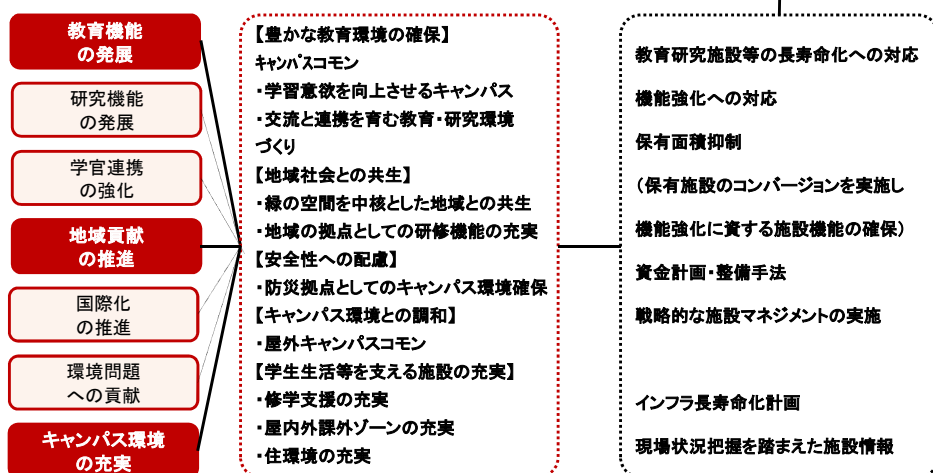 教育機能
の発展
研究機能
の発展
学官連携
の強化
地域貢献
の推進
国際化
の推進
環境問題
への貢献
キャンパス環境
の充実
【豊かな教育環境の確保】
ｷｬﾝﾊﾟｽコモン
・学習意欲を向上させるキャンパス
・交流と連携を育む教育・研究環境
づくり
【地域社会との共生】
・緑の空間を中核とした地域との共生
・地域の拠点としての研修機能の充実
【安全性への配慮】
・防災拠点としてのキャンパス環境確保
【キャンパス環境との調和】
・屋外キャンパスコモン
【学生生活等を支える施設の充実】
・修学支援の充実
・屋内外課外ゾーンの充実
・住環境の充実
教育研究施設等の長寿命化への対応
機能強化への対応
保有面積抑制
（保有施設のコンバージョンを実施し
機能強化に資する施設機能の確保）
資金計画・整備手法
戦略的な施設マネジメントの実施
インフラ長寿命化計画
現場状況把握を踏まえた施設情報